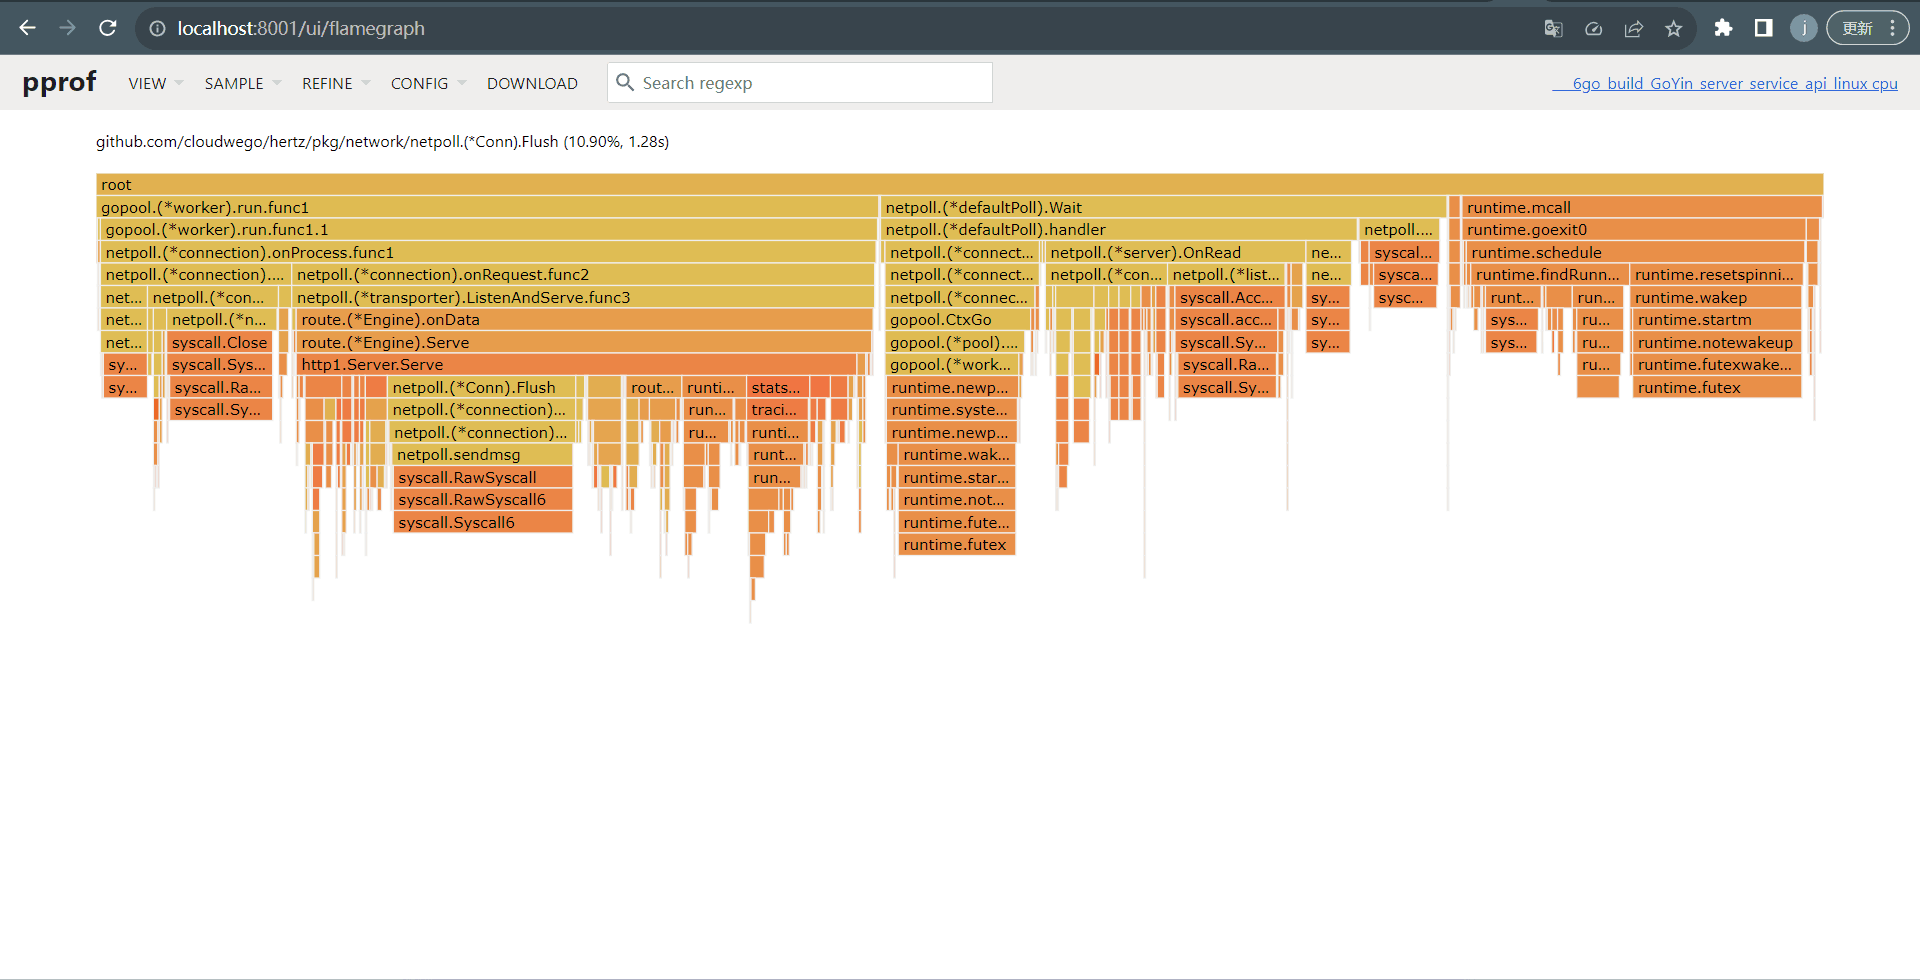 localhost:8001/ui/flamegraph
j
更新
pprof VIEW SAMPLE REFINE CONFIG DOWNLOAD Search regexp
6go_build_GoYin_server_service_api_linux cpu
github.com/cloudwego/hertz/pkg/network/netpoll.(*Conn).Flush (10.90%, 1.28s)
root
gopool.(*worker).run.func1 netpoll.(*defaultPoll).Wait runtime.mcall
gopool.(*worker).run.func1.1 netpoll.(*defaultPoll).handler netpoll.... runtime.goexit0
netpoll.(*connection).onProcess.func1 netpoll.(*connect... netpoll.(*server).OnRead ne... syscal... runtime.schedule
netpoll.(*connection).... netpoll.(*connection).onRequest.func2 netpoll.(*connect... netpoll.(*con... netpoll.(*list... ne... sysca... runtime.findRunn... runtime.resetspinni...
net... netpoll.(*con... netpoll.(*transporter).ListenAndServe.func3 netpoll.(*connec... syscall.Acc... sy... sysc... runt... run... runtime.wakep
net... netpoll.(*n... route.(*Engine).onData gopool.CtxGo syscall.acc... sy... sys... ru... runtime.startm
net... syscall.Close route.(*Engine).Serve gopool.(*pool).... syscall.Sy... sy... sys... ru... runtime.notewakeup
sy... syscall.Sys... http1.Server.Serve gopool.(*work... syscall.Ra... ru... runtime.futexwake...
sy... syscall.Ra... netpoll.(*Conn).Flush rout... runti... stats... runtime.newp... syscall.Sy... runtime.futex
syscall.Sy... netpoll.(*connection)... run... traci... runtime.syste...
netpoll.(*connection)... ru... runti... runtime.newp...
netpoll.sendmsg runt... runtime.wak...
syscall.RawSyscall run... runtime.star...
syscall.RawSyscall6 runtime.not...
syscall.Syscall6 runtime.fute...
runtime.futex